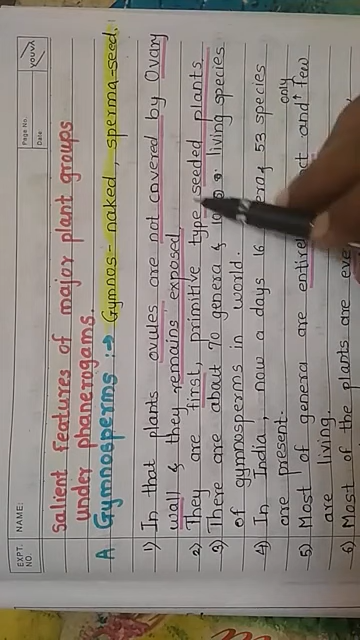 EXPT. NO.
NAME:
Page No.
Date
YOUVA
Salient features of major plant groups
under phanerogams.
A Gymnosperms :→ Gymnos - naked, sperma-seed.
1) In that plants ovules are not covered by Ovary
wall & they remains exposed
2) They are first, primitive type seeded plants
3) There are about 70 genera & living species
of gymnosperms in world.
4) In India, now a days 16 53 species
are present.
only
5) Most of genera are and ↑ few
are living.
6) Most of the plants are